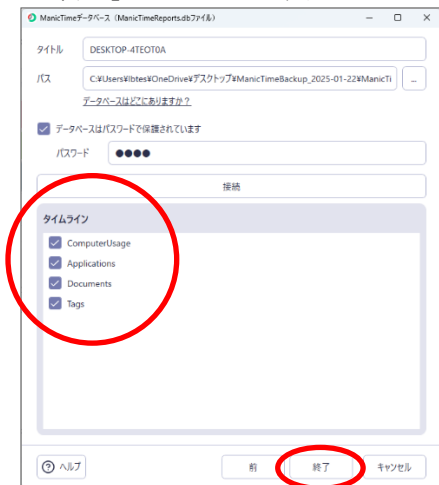 ManicTimeデータベース (ManicTimeReports.dbファイル)
タイトル DESKTOP-4TEOT0A
パス C:¥Users¥lbtes¥OneDrive¥デスクトップ¥ManicTimeBackup_2025-01-22¥ManicTi ...
データベースはどこにありますか?
データベースはパスワードで保護されています
パスワード ●●●●
接続
タイムライン
ComputerUsage
Applications
Documents
Tags
ヘルプ 前 終了 キャンセル